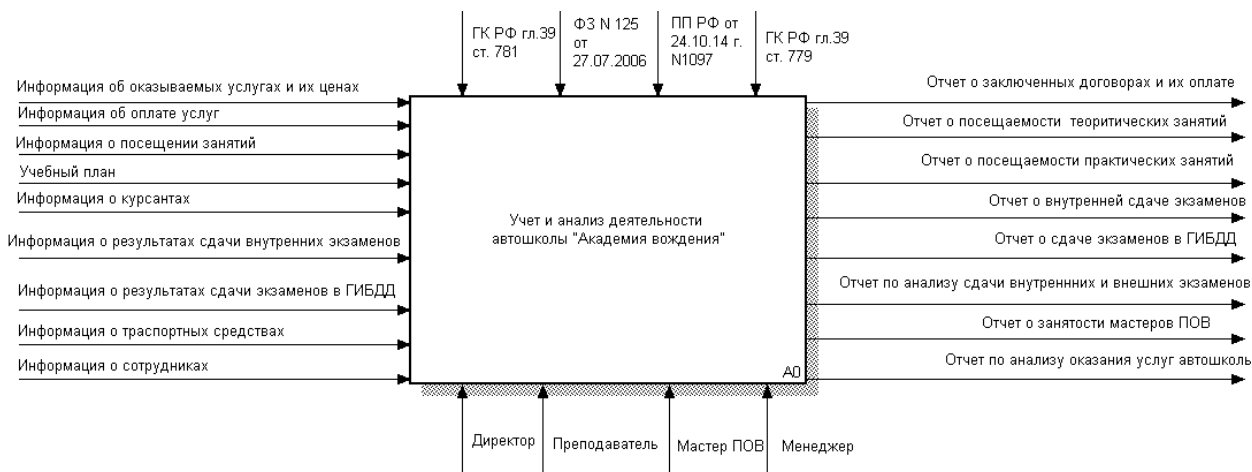 ГК РФ гл.39
ст. 781
ФЗ N 125
от
27.07.2006
ПП РФ от
24.10.14 г.
N1097
ГК РФ гл.39
ст. 779
Информация об оказываемых услугах и их ценах
Информация об оплате услуг
Информация о посещении занятий
Учебный план
Информация о курсантах
Информация о результатах сдачи внутренних экзаменов
Информация о результатах сдачи экзаменов в ГИБДД
Информация о траспортных средствах
Информация о сотрудниках
Учет и анализ деятельности
автошколы "Академия вождения"
A0
Отчет о заключенных договорах и их оплате
Отчет о посещаемости теоритических занятий
Отчет о посещаемости практических занятий
Отчет о внутренней сдаче экзаменов
Отчет о сдаче экзаменов в ГИБДД
Отчет по анализу сдачи внутреннних и внешних экзаменов
Отчет о занятости мастеров ПОВ
Отчет по анализу оказания услуг автошколь
Директор
Преподаватель
Мастер ПОВ
Менеджер